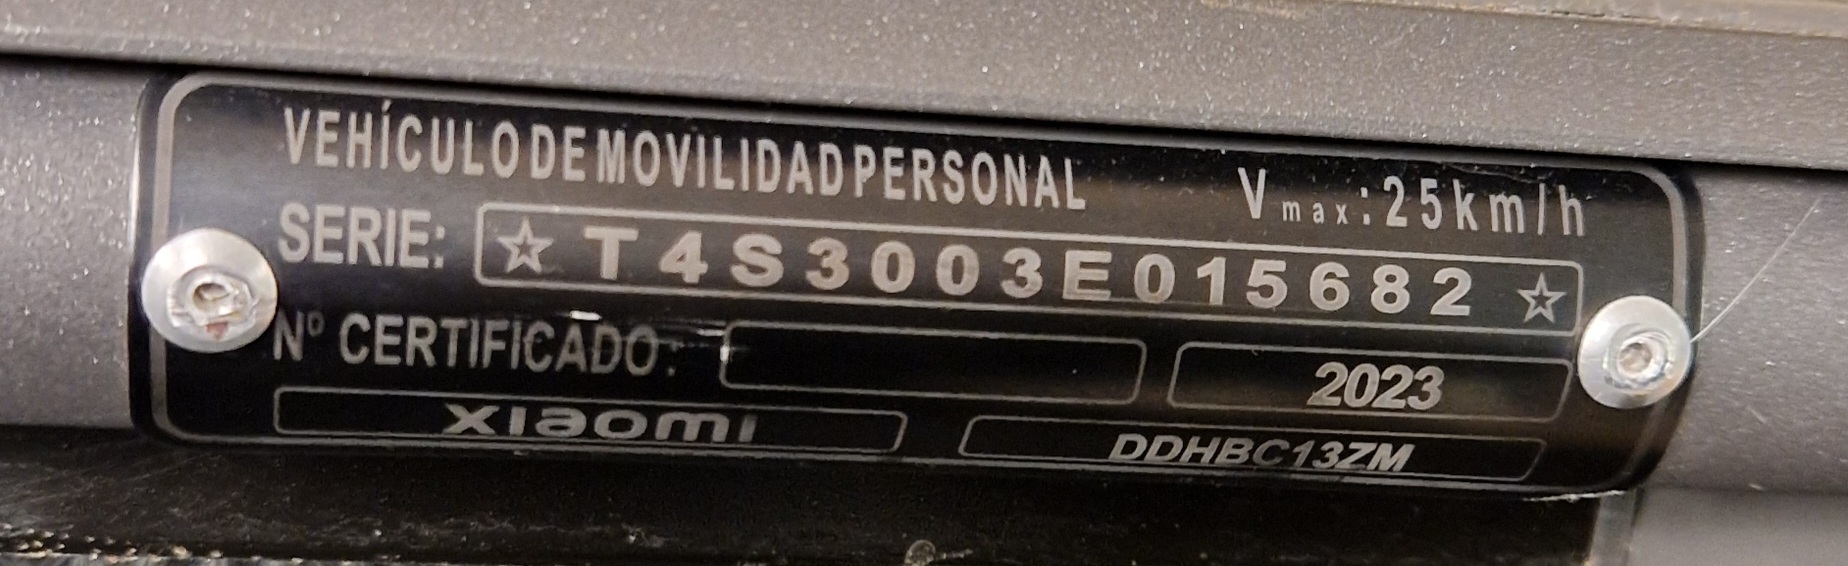 VEHÍCULO DE MOVILIDAD PERSONAL Vmax: 25km/h
SERIE: ☆ T4S3003E015682 ☆
Nº CERTIFICADO: 2023
xiaomi DDHBC13ZM